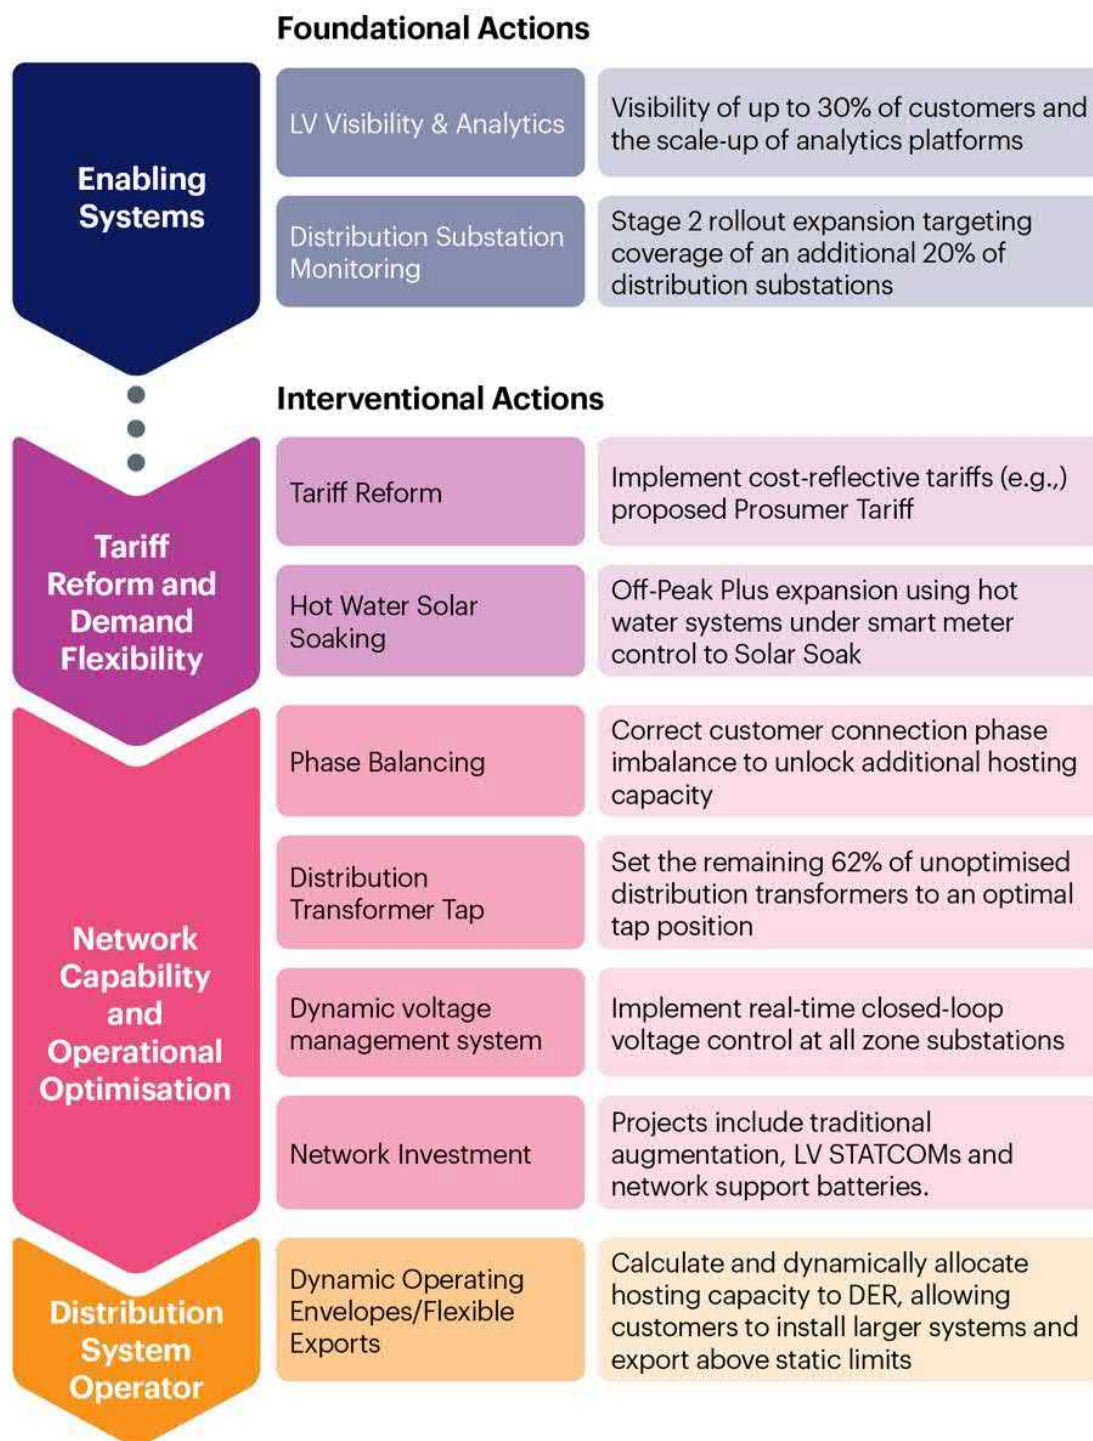 Foundational Actions
Enabling
Systems
LV Visibility & Analytics
Visibility of up to 30% of customers and
the scale-up of analytics platforms
Distribution Substation
Monitoring
Stage 2 rollout expansion targeting
coverage of an additional 20% of
distribution substations
Interventional Actions
Tariff
Reform and
Demand
Flexibility
Tariff Reform
Implement cost-reflective tariffs (e.g.,)
proposed Prosumer Tariff
Hot Water Solar
Soaking
Off-Peak Plus expansion using hot
water systems under smart meter
control to Solar Soak
Network
Capability
and
Operational
Optimisation
Phase Balancing
Correct customer connection phase
imbalance to unlock additional hosting
capacity
Distribution
Transformer Tap
Set the remaining 62% of unoptimised
distribution transformers to an optimal
tap position
Dynamic voltage
management system
Implement real-time closed-loop
voltage control at all zone substations
Network Investment
Projects include traditional
augmentation, LV STATCOMs and
network support batteries.
Distribution
System
Operator
Dynamic Operating
Envelopes/Flexible
Exports
Calculate and dynamically allocate
hosting capacity to DER, allowing
customers to install larger systems and
export above static limits